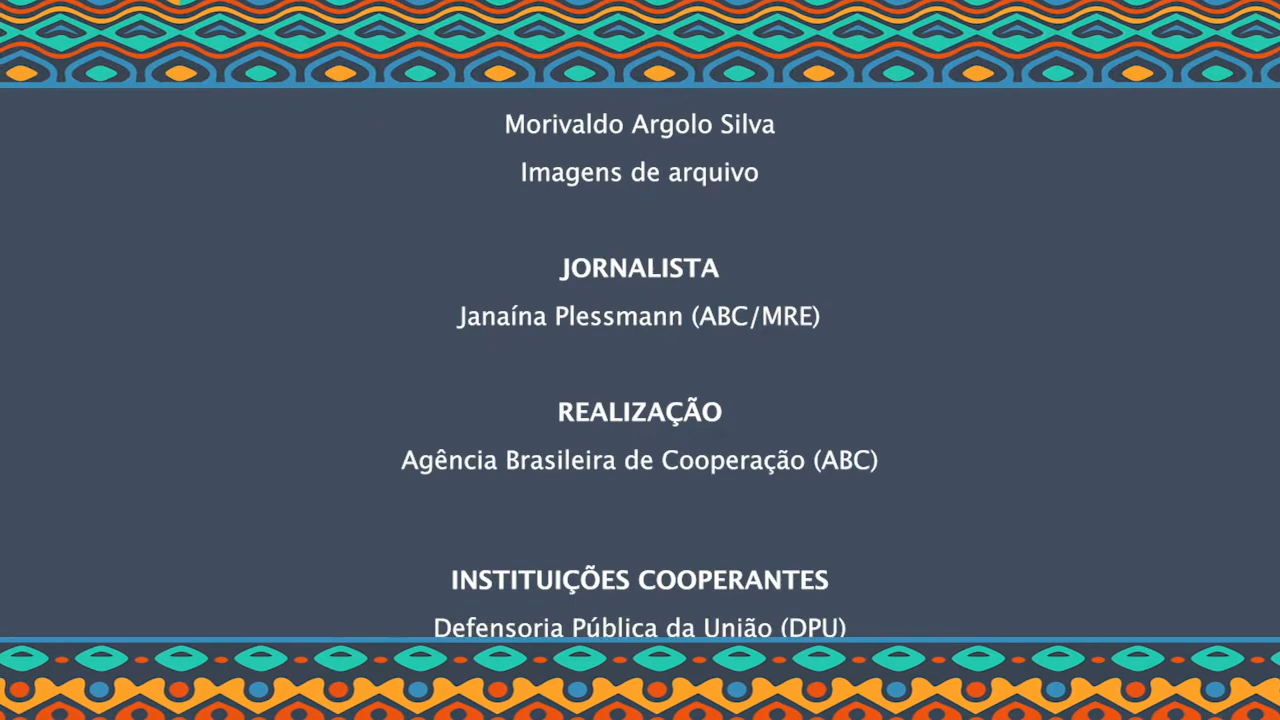 Morivaldo Argolo Silva
Imagens de arquivo
JORNALISTA
Janaína Plessmann (ABC/MRE)
REALIZAÇÃO
Agência Brasileira de Cooperação (ABC)
INSTITUIÇÕES COOPERANTES
Defensoria Pública da União (DPU)